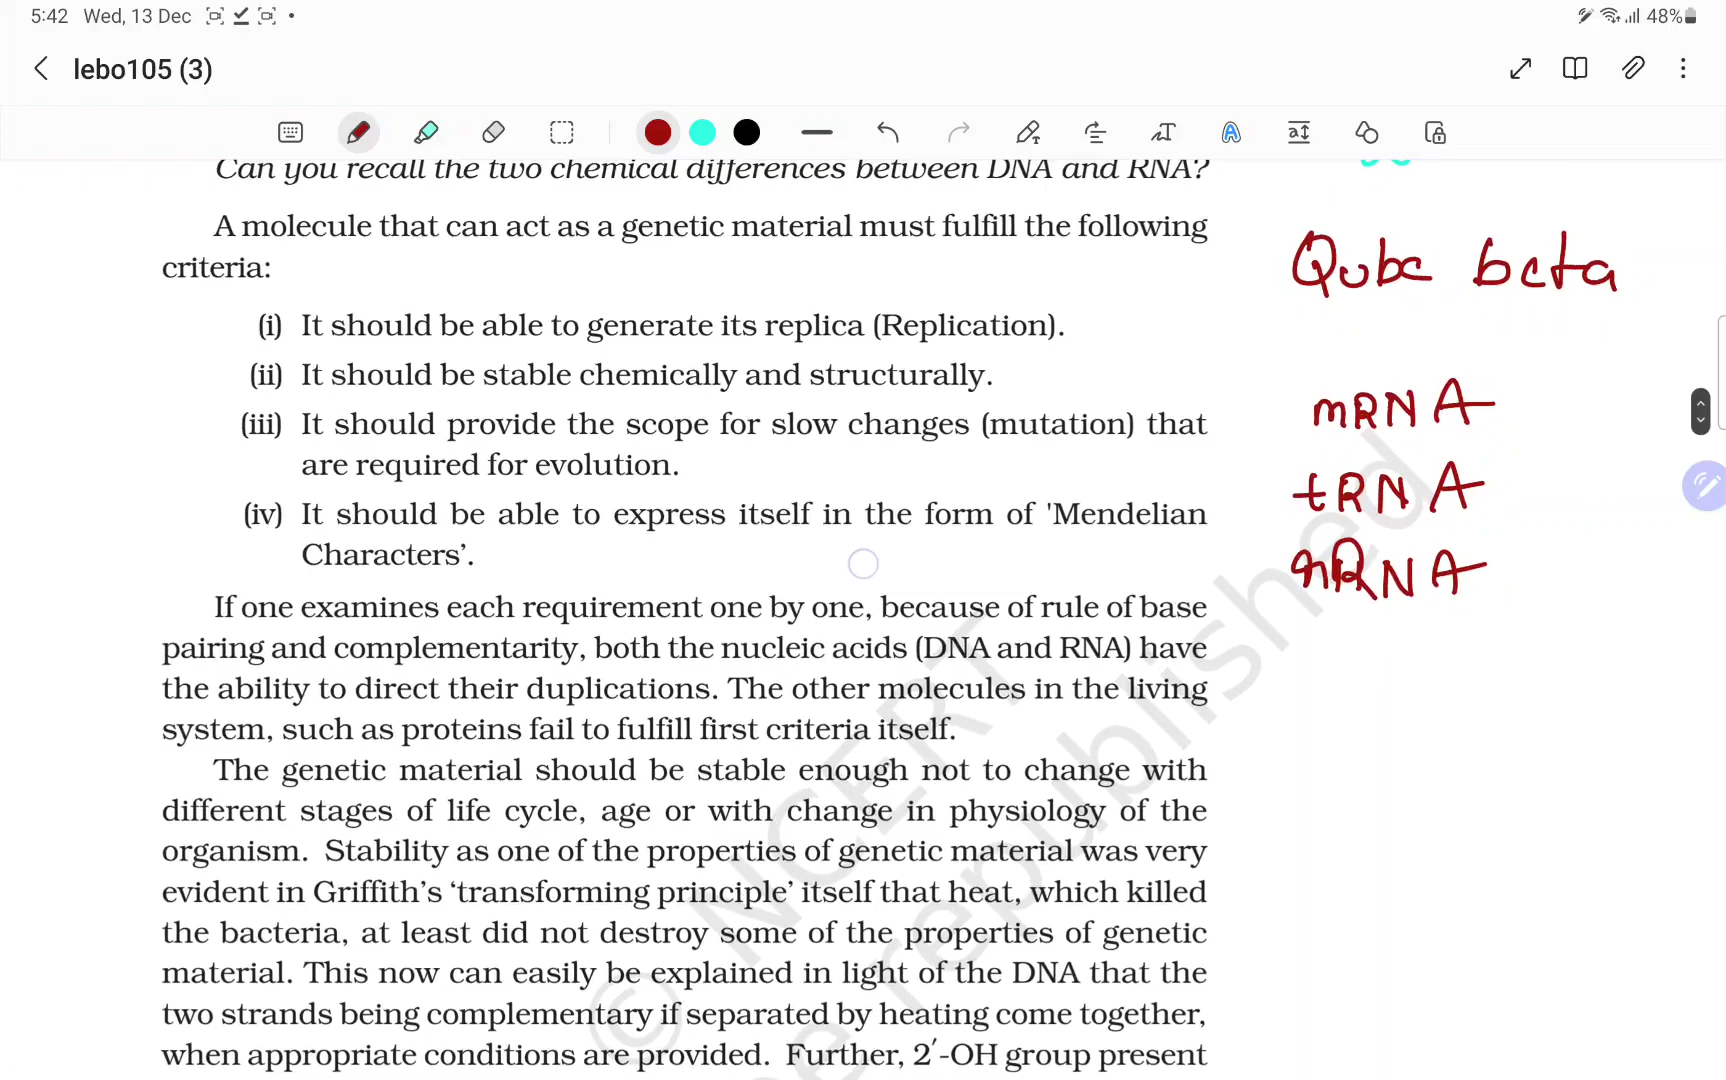 5:42 Wed, 13 Dec 48%
lebo105 (3)
Can you recall the two chemical differences between DNA and RNA?
A molecule that can act as a genetic material must fulfill the following
criteria:
(i) It should be able to generate its replica (Replication).
(ii) It should be stable chemically and structurally.
(iii) It should provide the scope for slow changes (mutation) that
are required for evolution.
(iv) It should be able to express itself in the form of 'Mendelian
Characters’.
If one examines each requirement one by one, because of rule of base
pairing and complementarity, both the nucleic acids (DNA and RNA) have
the ability to direct their duplications. The other molecules in the living
system, such as proteins fail to fulfill first criteria itself.
The genetic material should be stable enough not to change with
different stages of life cycle, age or with change in physiology of the
organism. Stability as one of the properties of genetic material was very
evident in Griffith’s ‘transforming principle’ itself that heat, which killed
the bacteria, at least did not destroy some of the properties of genetic
material. This now can easily be explained in light of the DNA that the
two strands being complementary if separated by heating come together,
when appropriate conditions are provided. Further, 2′-OH group present
Qube beta
mRNA
tRNA
rRNA
© NCERT
be republished